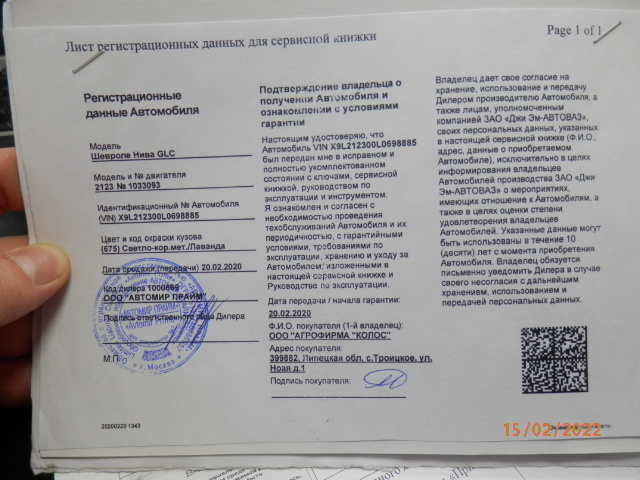 Лист регистрационных данных для сервисной книжки
Page 1 of 1
Регистрационные
данные Автомобиля
Модель
Шевроле Нива GLC
Модель и № двигателя
2123 № 1033093
Идентификационный № Автомобиля
(VIN) X9L212300L0698885
Цвет и код окраски кузова
(675) Светло-кор.мет./Лаванда
Дата продажи (передачи) 20.02.2020
Код дилера 1000669
ООО "АВТОМИР ПРАЙМ"
Подпись ответственного лица Дилера
АВТОМИР ПРАЙМ
М.П.
г. Москва
20200220 1343
Подтверждение владельца о
получении Автомобиля и
ознакомлении с условиями
гарантии
Настоящим удостоверяю, что
Автомобиль VIN X9L212300L0698885
был передан мне в исправном и
полностью укомплектованном
состоянии с ключами, сервисной
книжкой, руководством по
эксплуатации и инструментом.
Я ознакомлен и согласен с
необходимостью проведения
техобслуживаний Автомобиля и их
периодичностью, с гарантийными
условиями, требованиями по
эксплуатации, хранению и уходу за
Автомобилем, изложенными в
настоящей сервисной книжке и
Руководстве по эксплуатации.
Дата передачи / начала гарантии:
20.02.2020
Ф.И.О. покупателя (1-й владелец):
ООО "АГРОФИРМА "КОЛОС"
Адрес покупателя:
399882, Липецкая обл. с.Троицков, ул.
Ноая д.1
Подпись покупателя:
Владелец дает свое согласие на
хранение, использование и передачу
Дилером производителю Автомобиля, а
также лицам, уполномоченным
компанией ЗАО «Джи Эм-АВТОВАЗ»,
своих персональных данных, указанных
в настоящей сервисной книжке (Ф.И.О.,
адрес, данные о приобретаемом
Автомобиле), исключительно в целях
информирования владельцев
Автомобилей производства ЗАО «Джи
Эм-АВТОВАЗ» о мероприятиях,
имеющих отношение к Автомобилям, а
также в целях оценки степени
удовлетворения владельцев
Автомобилей. Указанные данные могут
быть использованы в течение 10
(десяти) лет с момента приобретения
Автомобиля. Владелец обязуется
письменно уведомить Дилера в случае
своего несогласия с дальнейшим
хранением, использованием и
передачей персональных данных.
15/02/2022